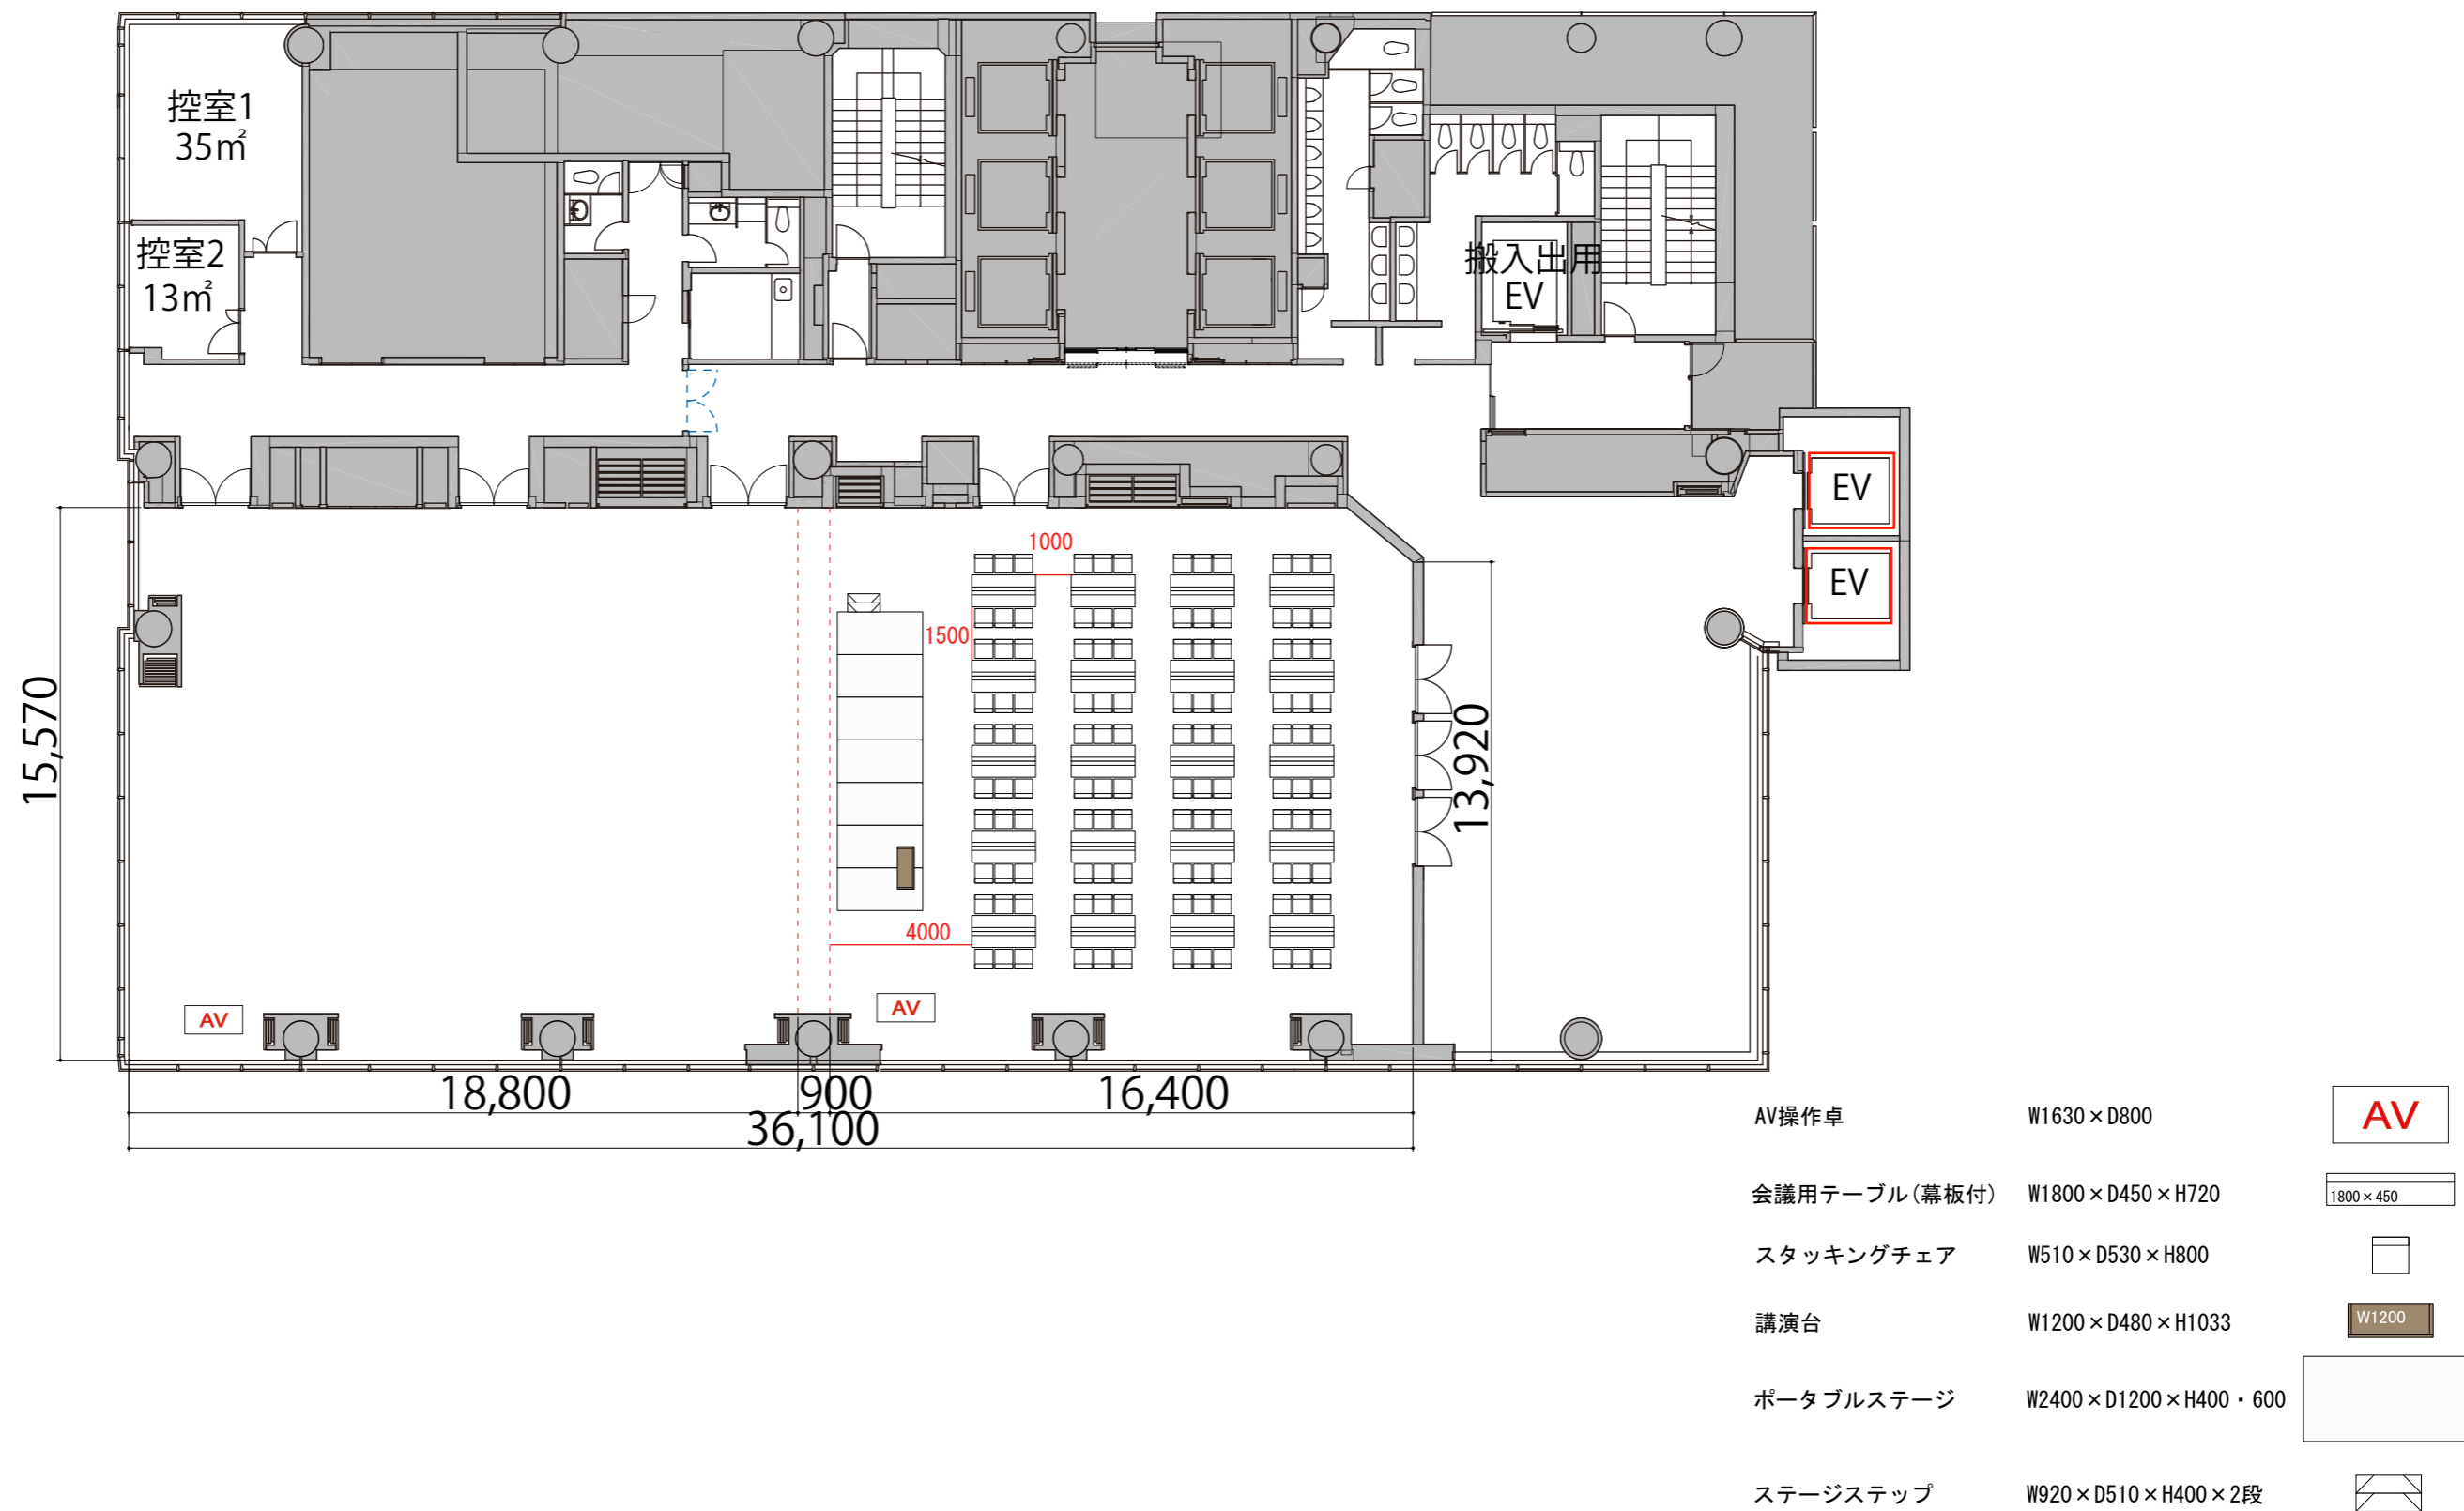 控室1
35㎡
控室2
13㎡
搬入出用
EV
EV
EV
1000
1500
4000
15,570
13,920
AV
AV
18,800
900
16,400
36,100
AV操作卓 W1630×D800 AV
会議用テーブル(幕板付) W1800×D450×H720 1800×450
スタッキングチェア W510×D530×H800
講演台 W1200×D480×H1033 W1200
ポータブルステージ W2400×D1200×H400・600
ステージステップ W920×D510×H400×2段